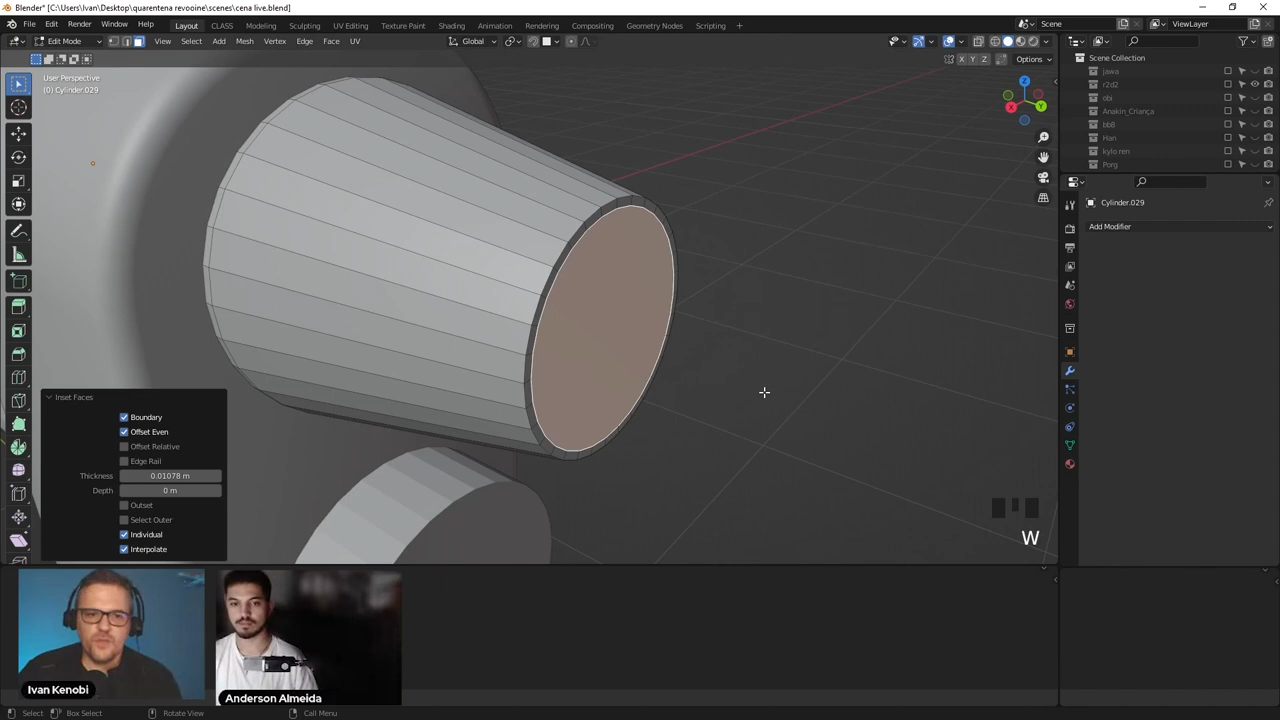 Blender* [C:\Users\Ivan\Desktop\quarentena revooine\scenes\cena live.blend]
File Edit Render Window Help Layout CLASS Modeling Sculpting UV Editing Texture Paint Shading Animation Rendering Compositing Geometry Nodes Scripting + Scene ViewLayer
Edit Mode View Select Add Mesh Vertex Edge Face UV Global
X Y Z Options
User Perspective
(0) Cylinder.029
Z
X Y
Scene Collection
jawa
r2d2
obi
Anakin_Criança
bb8
Han
kylo ren
Porg
Cylinder.029
Add Modifier
Inset Faces
Boundary
Offset Even
Offset Relative
Edge Rail
Thickness 0.01078 m
Depth 0 m
Outset
Select Outer
Individual
Interpolate
W
Ivan Kenobi
Anderson Almeida
Select Box Select Rotate View Call Menu